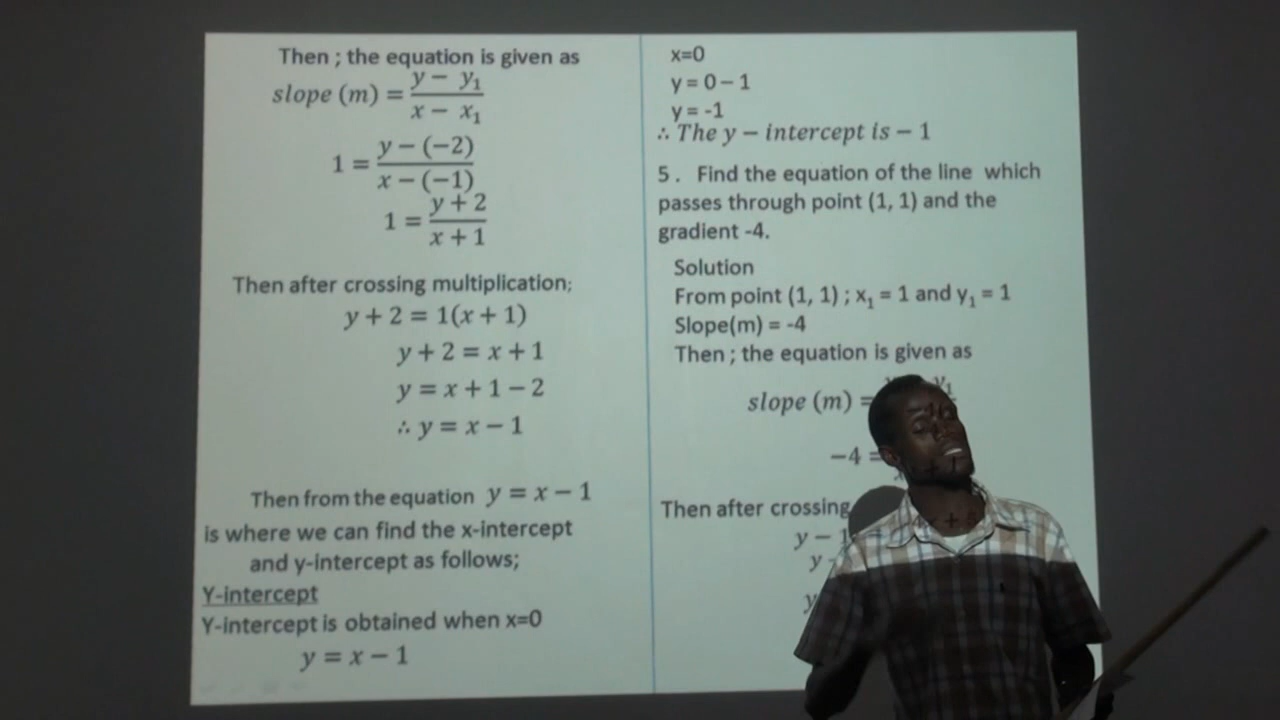 Then ; the equation is given as
slope (m) = (y − y₁)/(x − x₁)
1 = (y − (−2))/(x − (−1))
1 = (y + 2)/(x + 1)
Then after crossing multiplication;
y + 2 = 1(x + 1)
y + 2 = x + 1
y = x + 1 − 2
∴ y = x − 1
Then from the equation y = x − 1
is where we can find the x-intercept
and y-intercept as follows;
Y-intercept
Y-intercept is obtained when x=0
y = x − 1
x=0
y = 0 – 1
y = -1
∴ The y − intercept is − 1
5 . Find the equation of the line which
passes through point (1, 1) and the
gradient -4.
Solution
From point (1, 1) ; x₁ = 1 and y₁ = 1
Slope(m) = -4
Then ; the equation is given as
slope (m) =
−4 =
Then after crossing
y − 1
y
y